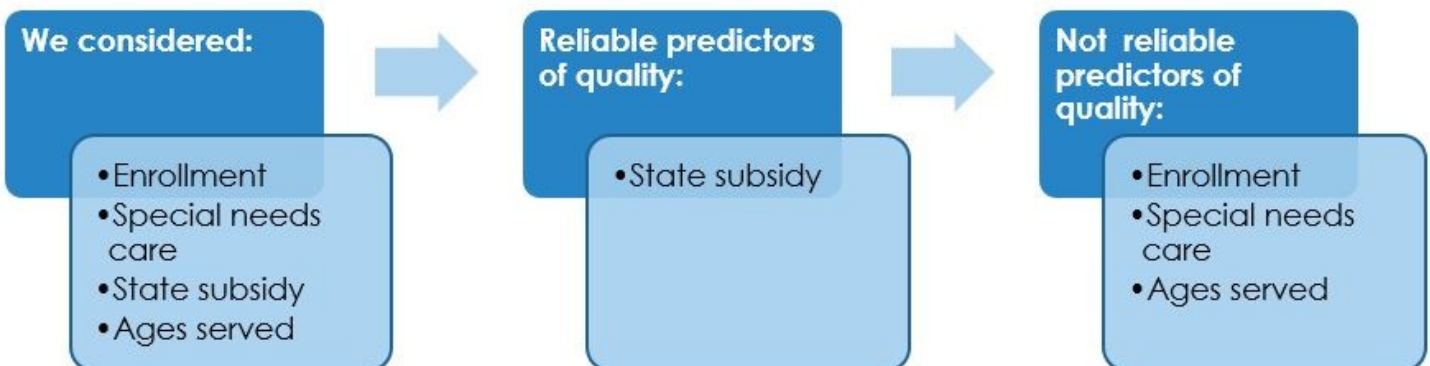 We considered:
•Enrollment
•Special needs
care
•State subsidy
•Ages served
Reliable predictors
of quality:
•State subsidy
Not reliable
predictors of
quality:
•Enrollment
•Special needs
care
•Ages served